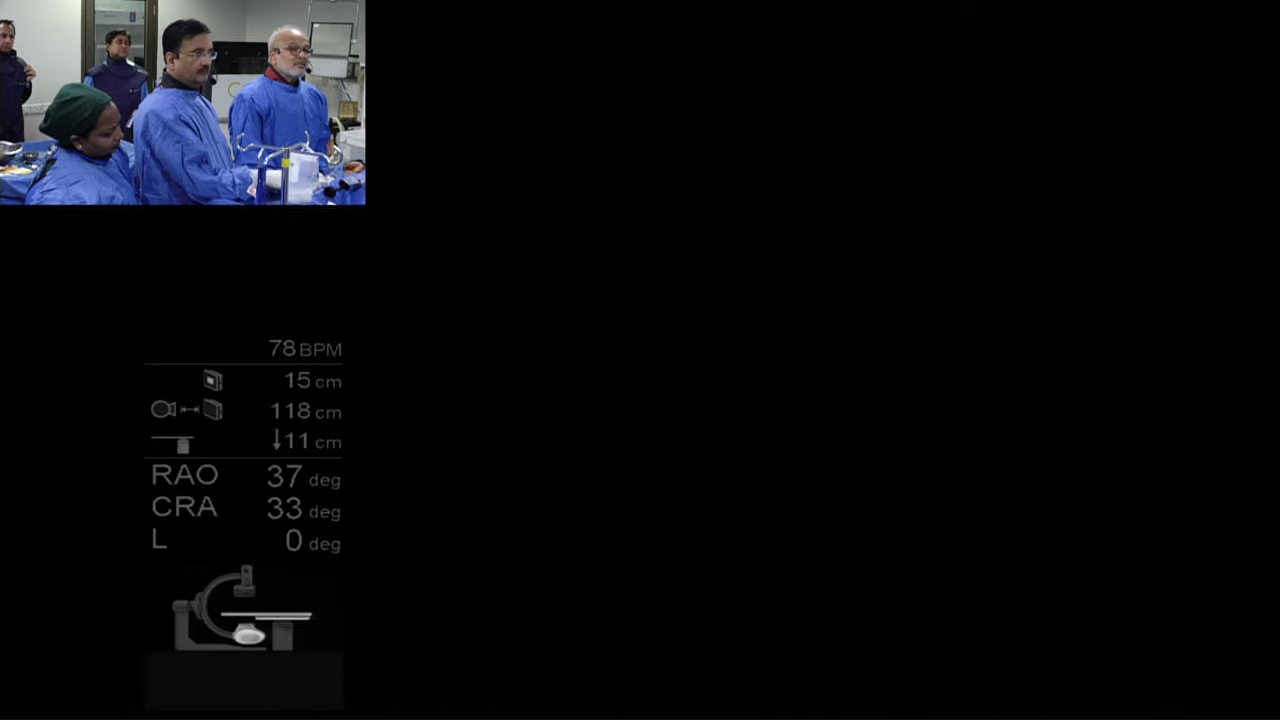 78 BPM
15 cm
118 cm
↓11 cm
RAO 37 deg
CRA 33 deg
L 0 deg